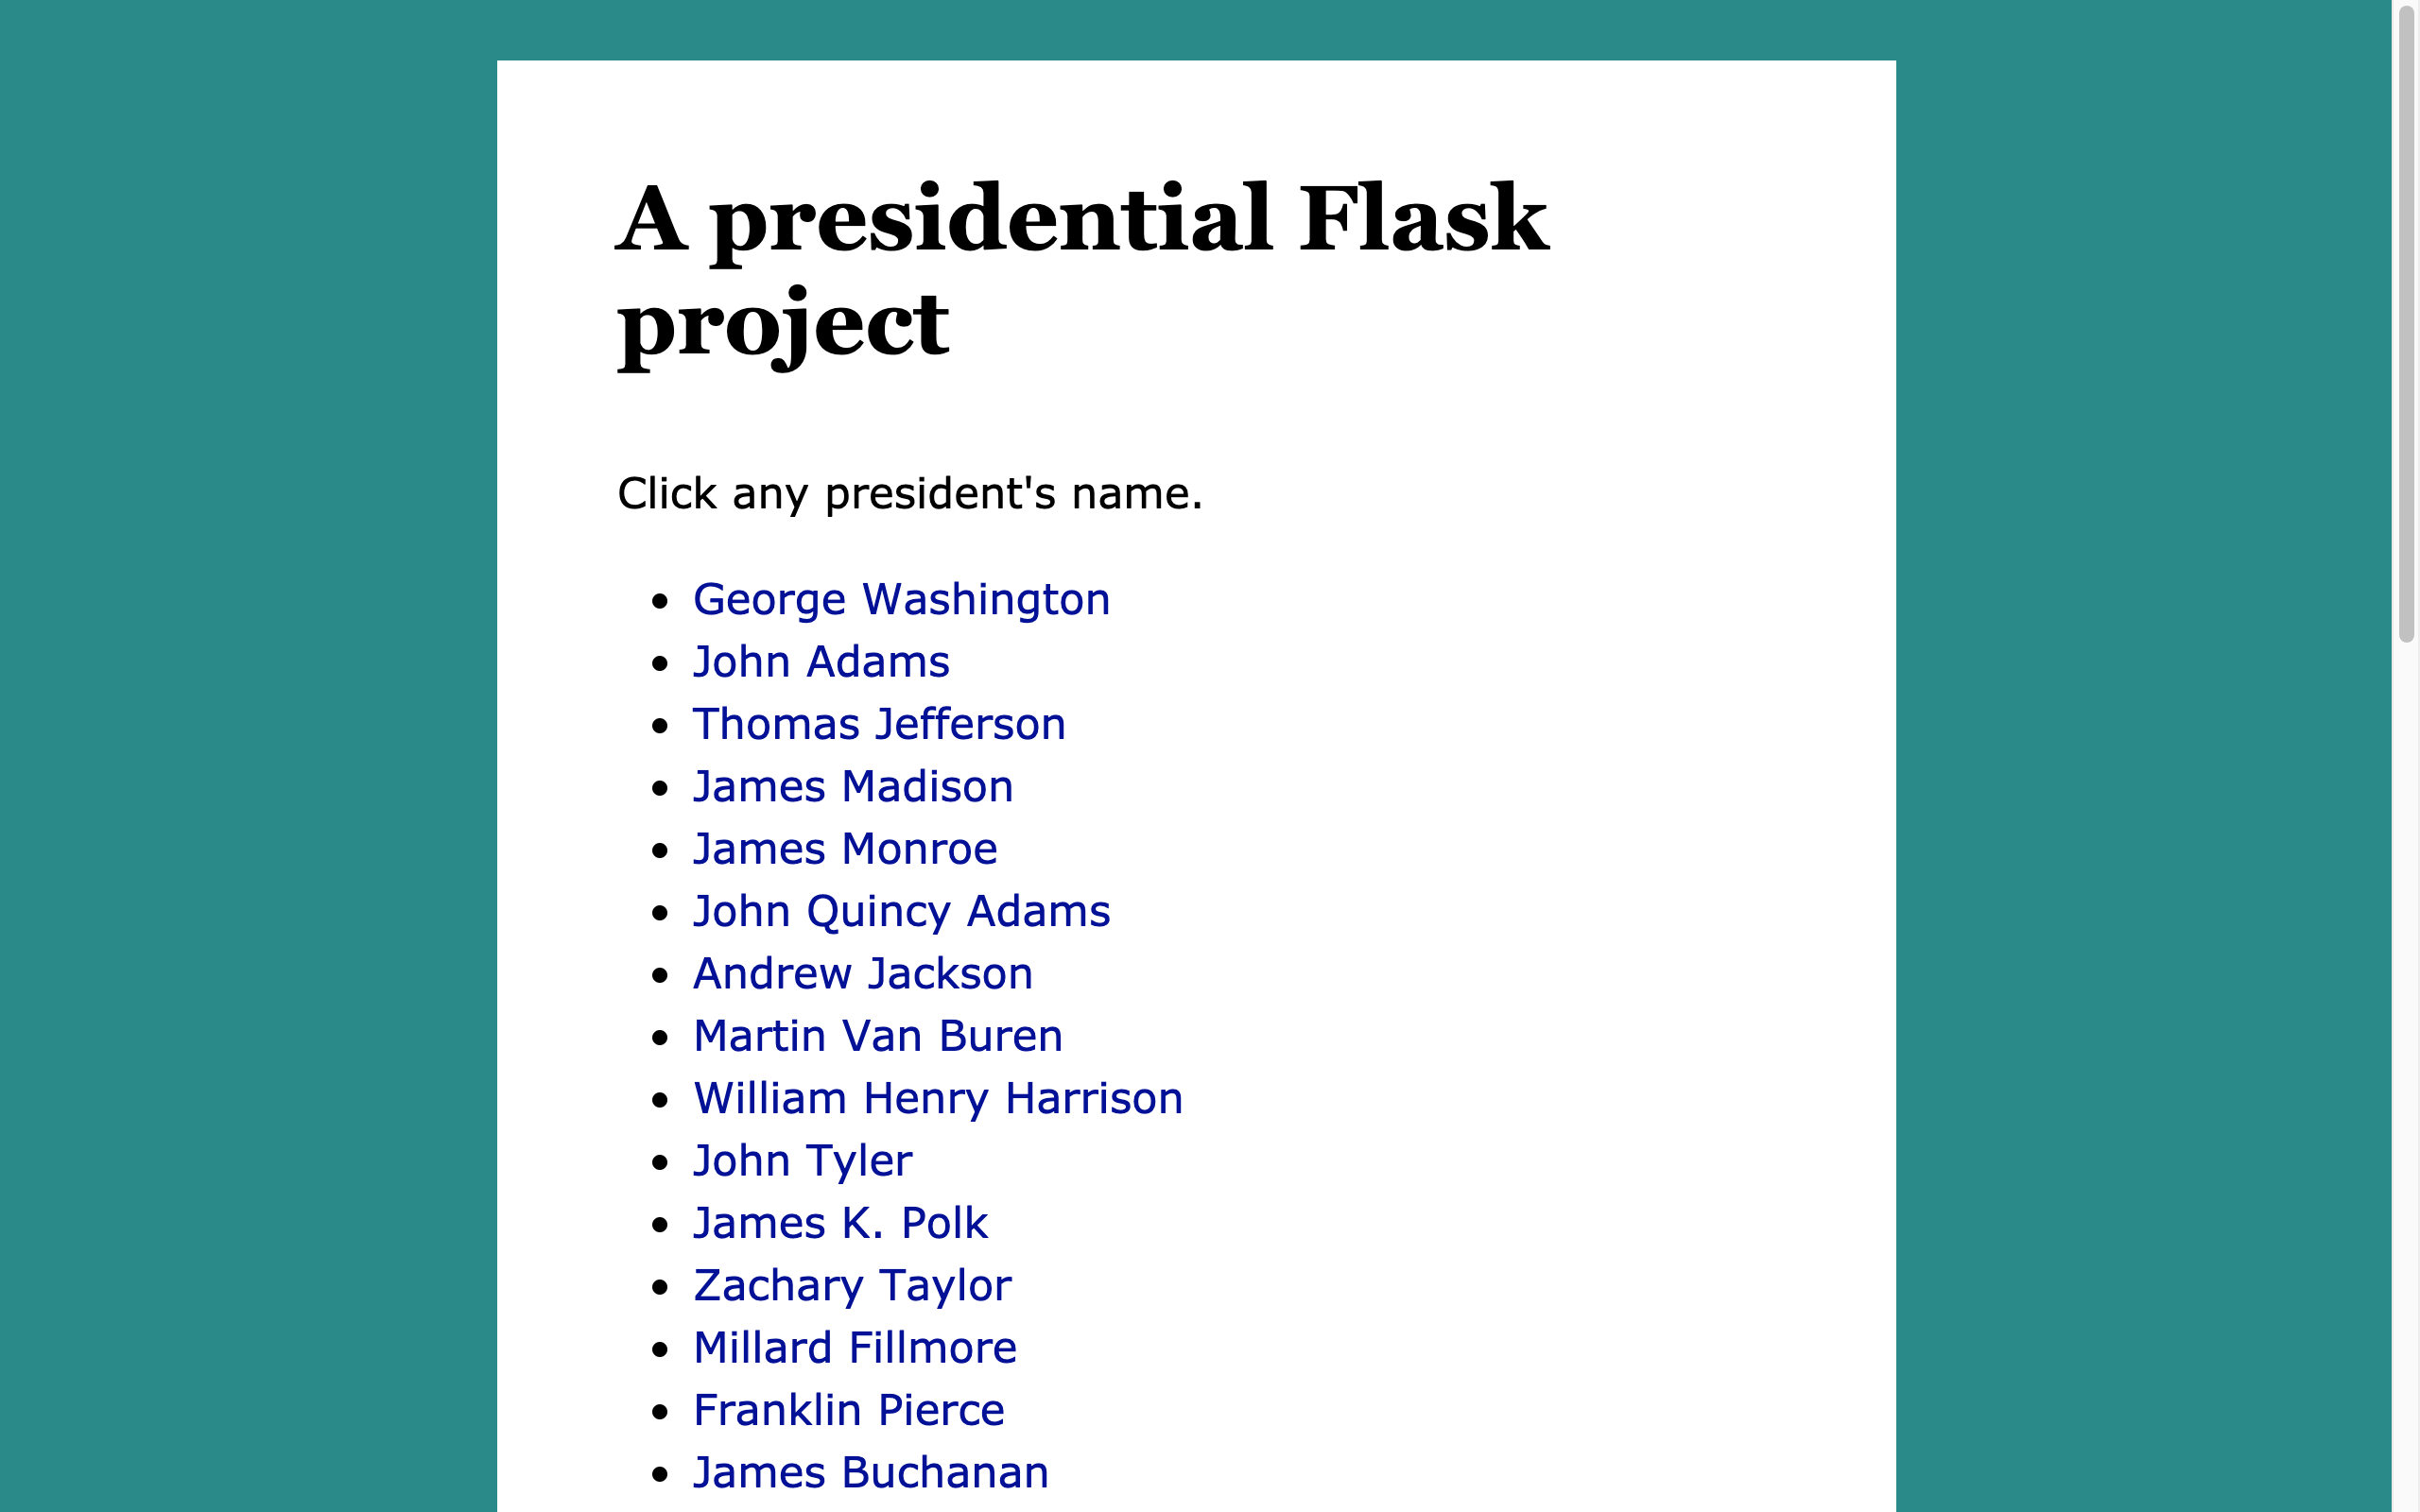 A presidential Flask
project
Click any president's name.
George Washington
John Adams
Thomas Jefferson
James Madison
James Monroe
John Quincy Adams
Andrew Jackson
Martin Van Buren
William Henry Harrison
John Tyler
James K. Polk
Zachary Taylor
Millard Fillmore
Franklin Pierce
James Buchanan